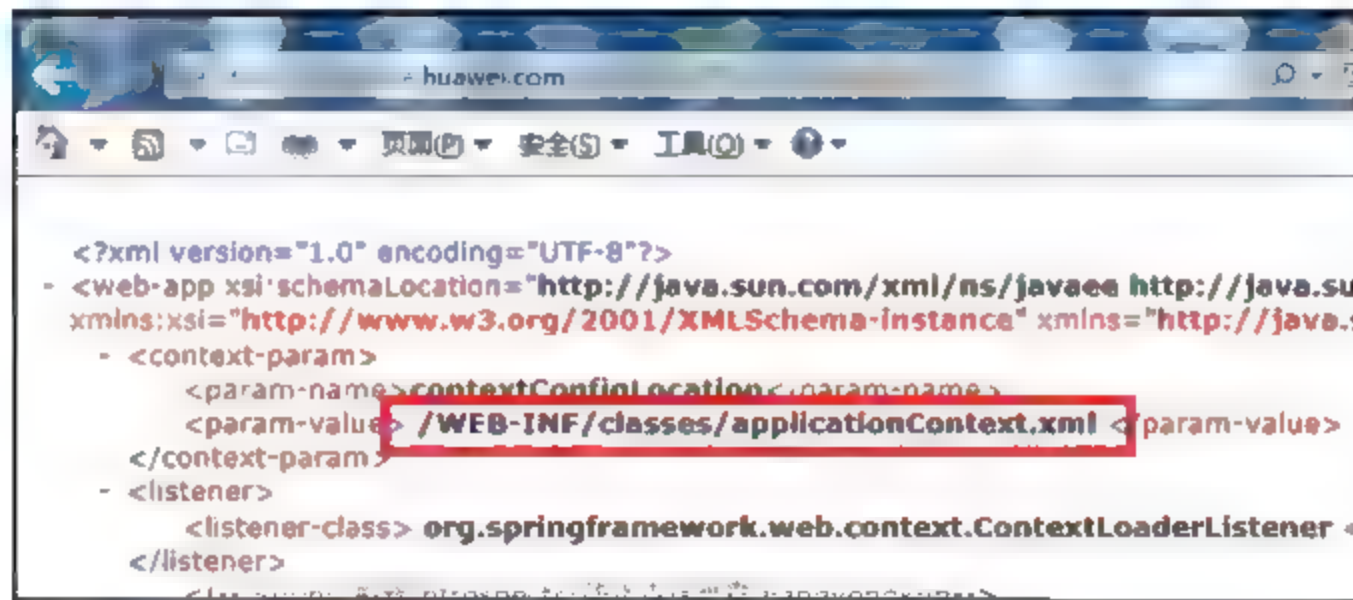 huawei.com
页面(P) 安全(S) 工具(O)
<?xml version="1.0" encoding="UTF-8"?>
- <web-app xsi:schemaLocation="http://java.sun.com/xml/ns/javaee http://java.su
xmlns:xsi="http://www.w3.org/2001/XMLSchema-instance" xmlns="http://java.s
- <context-param>
<param-name>contextConfigLocation</param-name>
<param-value> /WEB-INF/classes/applicationContext.xml </param-value>
</context-param>
- <listener>
<listener-class> org.springframework.web.context.ContextLoaderListener <
</listener>